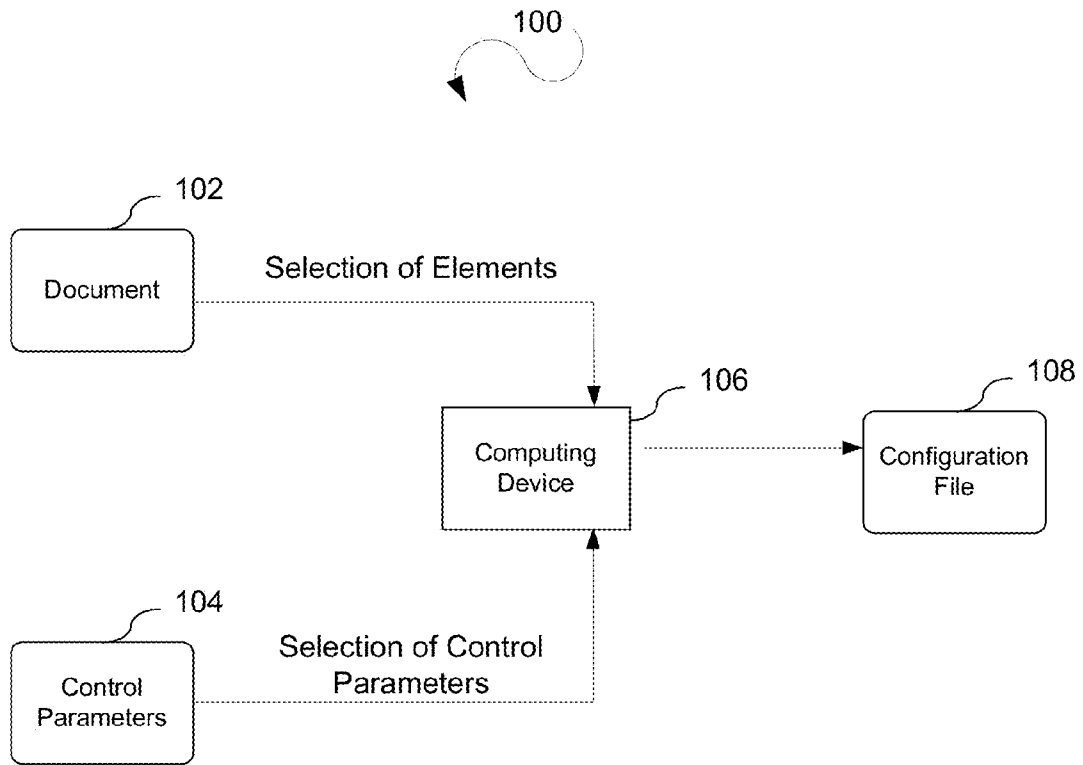 100
102
Document
Selection of Elements
106
Computing
Device
108
Configuration
File
104
Control
Parameters
Selection of Control
Parameters